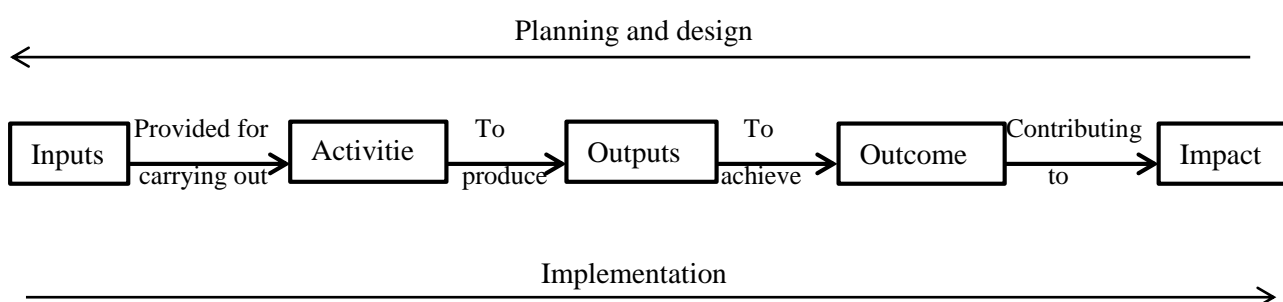 Planning and design
Provided for
To
To
Contributing
Inputs
Activitie
Outputs
Outcome
Impact
carrying out
produce
achieve
to
Implementation